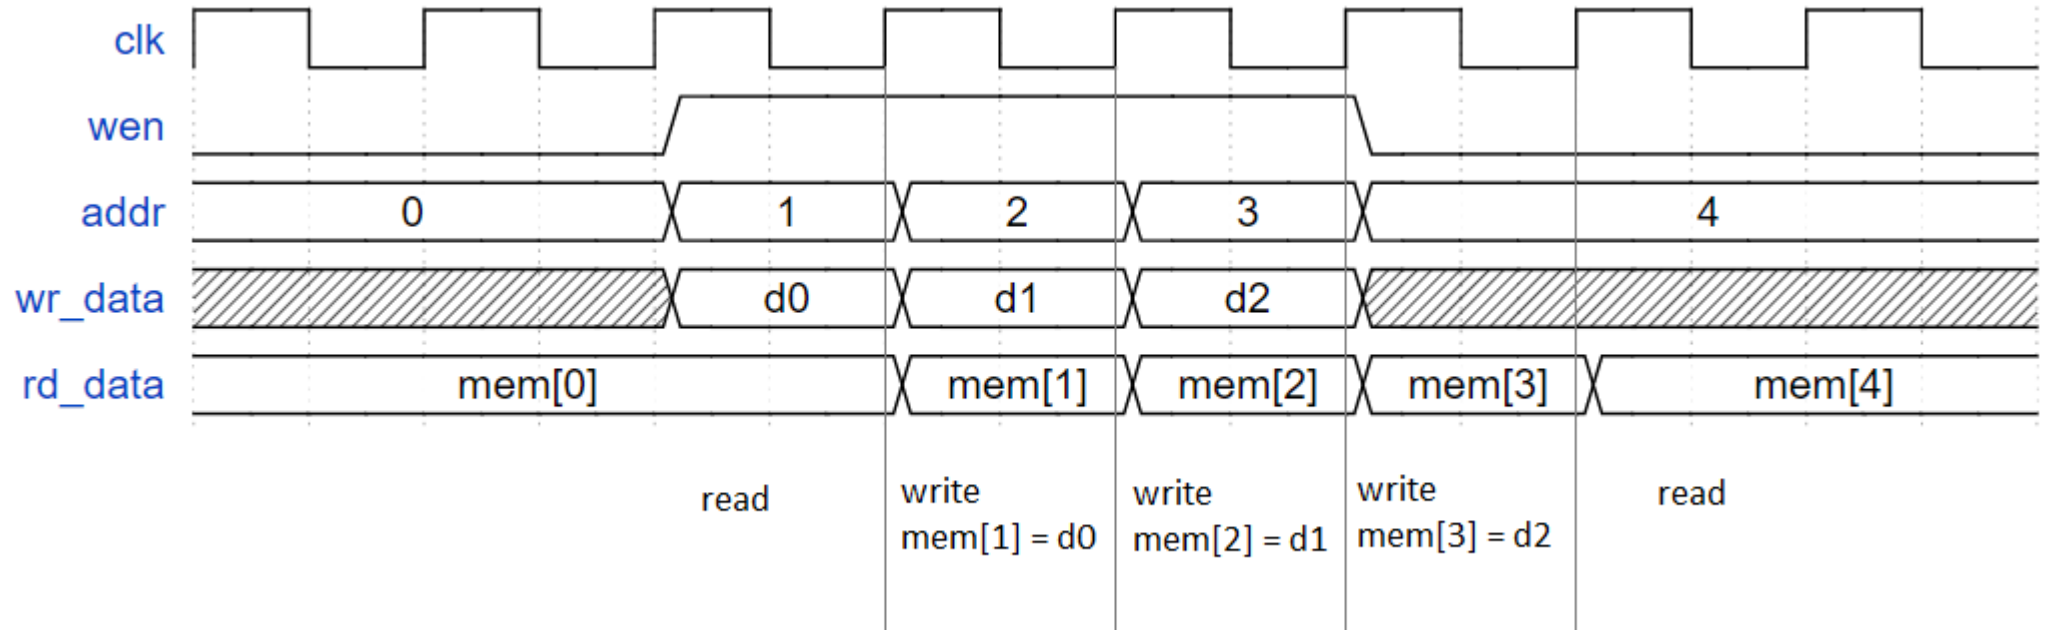 clk
wen
addr 0 1 2 3 4
wr_data d0 d1 d2
rd_data mem[0] mem[1] mem[2] mem[3] mem[4]
read
write
mem[1] = d0
write
mem[2] = d1
write
mem[3] = d2
read